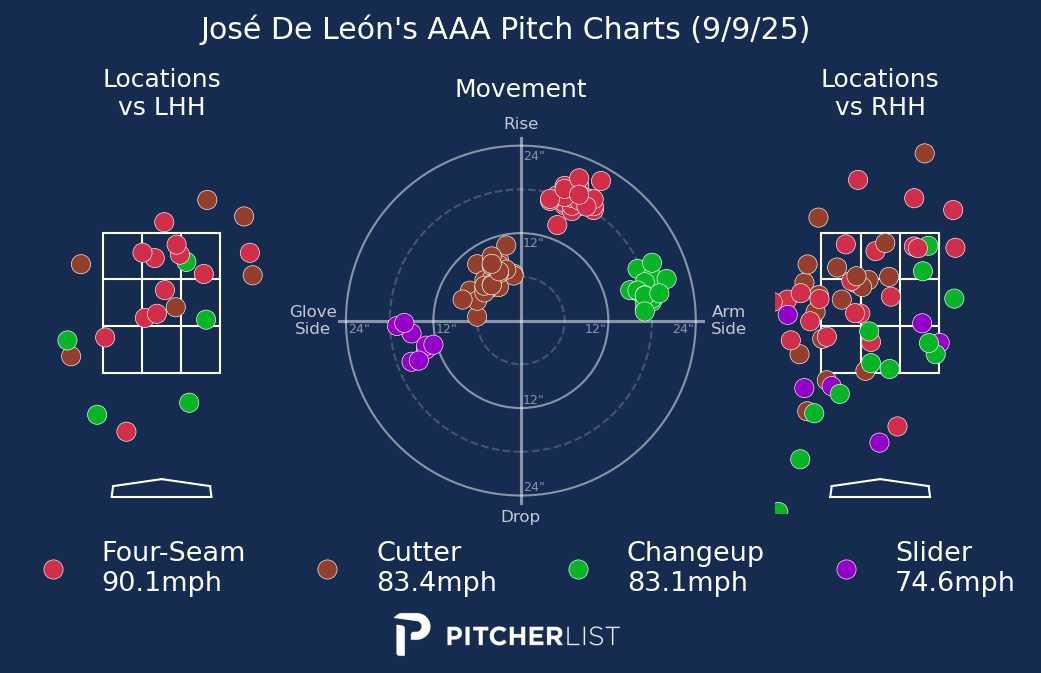 José De León's AAA Pitch Charts (9/9/25)
Locations
vs LHH
Movement
Locations
vs RHH
Rise
24"
12"
Glove
Side
24"
12"
12"
24"
Arm
Side
12"
24"
Drop
Four-Seam
90.1mph
Cutter
83.4mph
Changeup
83.1mph
Slider
74.6mph
PITCHERLIST